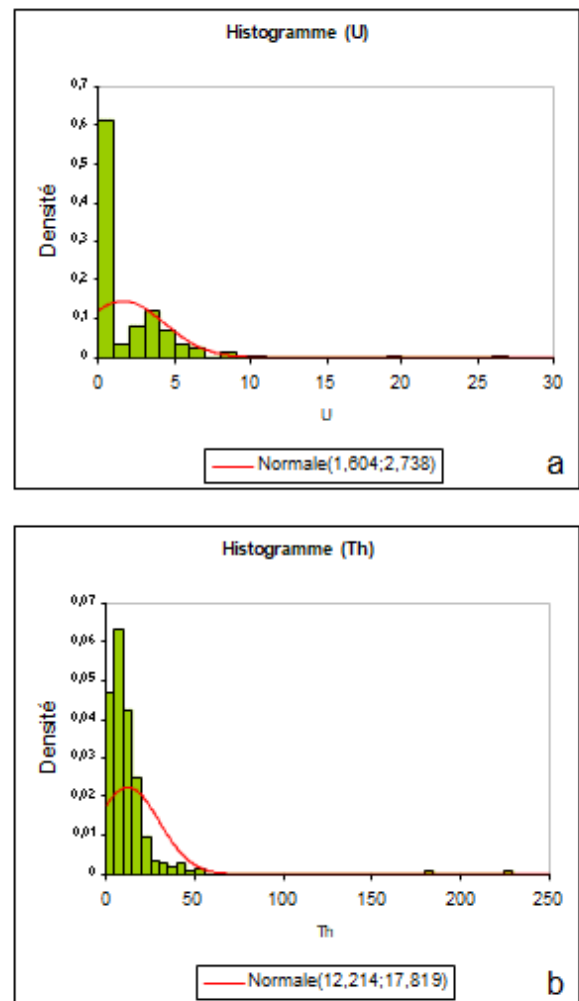 Histogramme (U)
0,7
0,6
0,5
0,4
0,3
0,2
0,1
0
Densité
0 5 10 15 20 25 30
U
Normale(1,604;2,738)
a
Histogramme (Th)
0,07
0,06
0,05
0,04
0,03
0,02
0,01
0
Densité
0 50 100 150 200 250
Th
Normale(12,214;17,819)
b